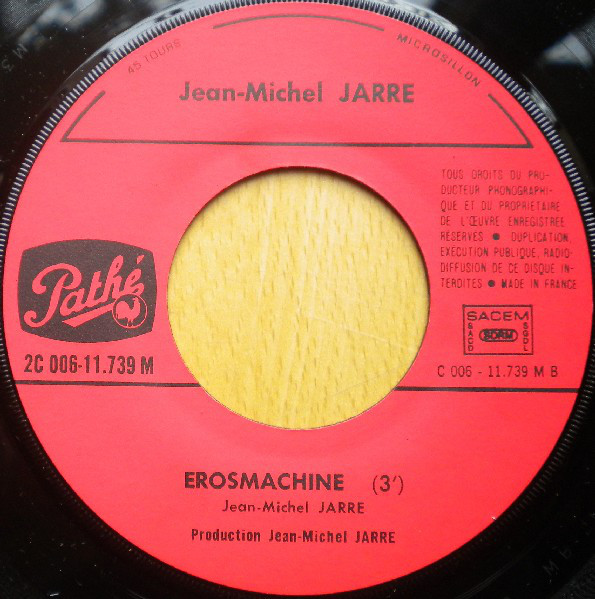 45 TOURS
MICROSILLON
Jean-Michel JARRE
TOUS DROITS DU PRO-
DUCTEUR PHONOGRAPHI-
QUE ET DU PROPRIETAIRE
DE L'ŒUVRE ENREGISTREE
RESERVES ● DUPLICATION,
EXECUTION PUBLIQUE, RADIO-
DIFFUSION DE CE DISQUE IN-
TERDITES ● MADE IN FRANCE
Pathé
2C 006-11.739 M
SACEM
SACD
SDRM
SGDL
C 006 - 11.739 M B
EROSMACHINE (3')
Jean-Michel JARRE
Production Jean-Michel JARRE